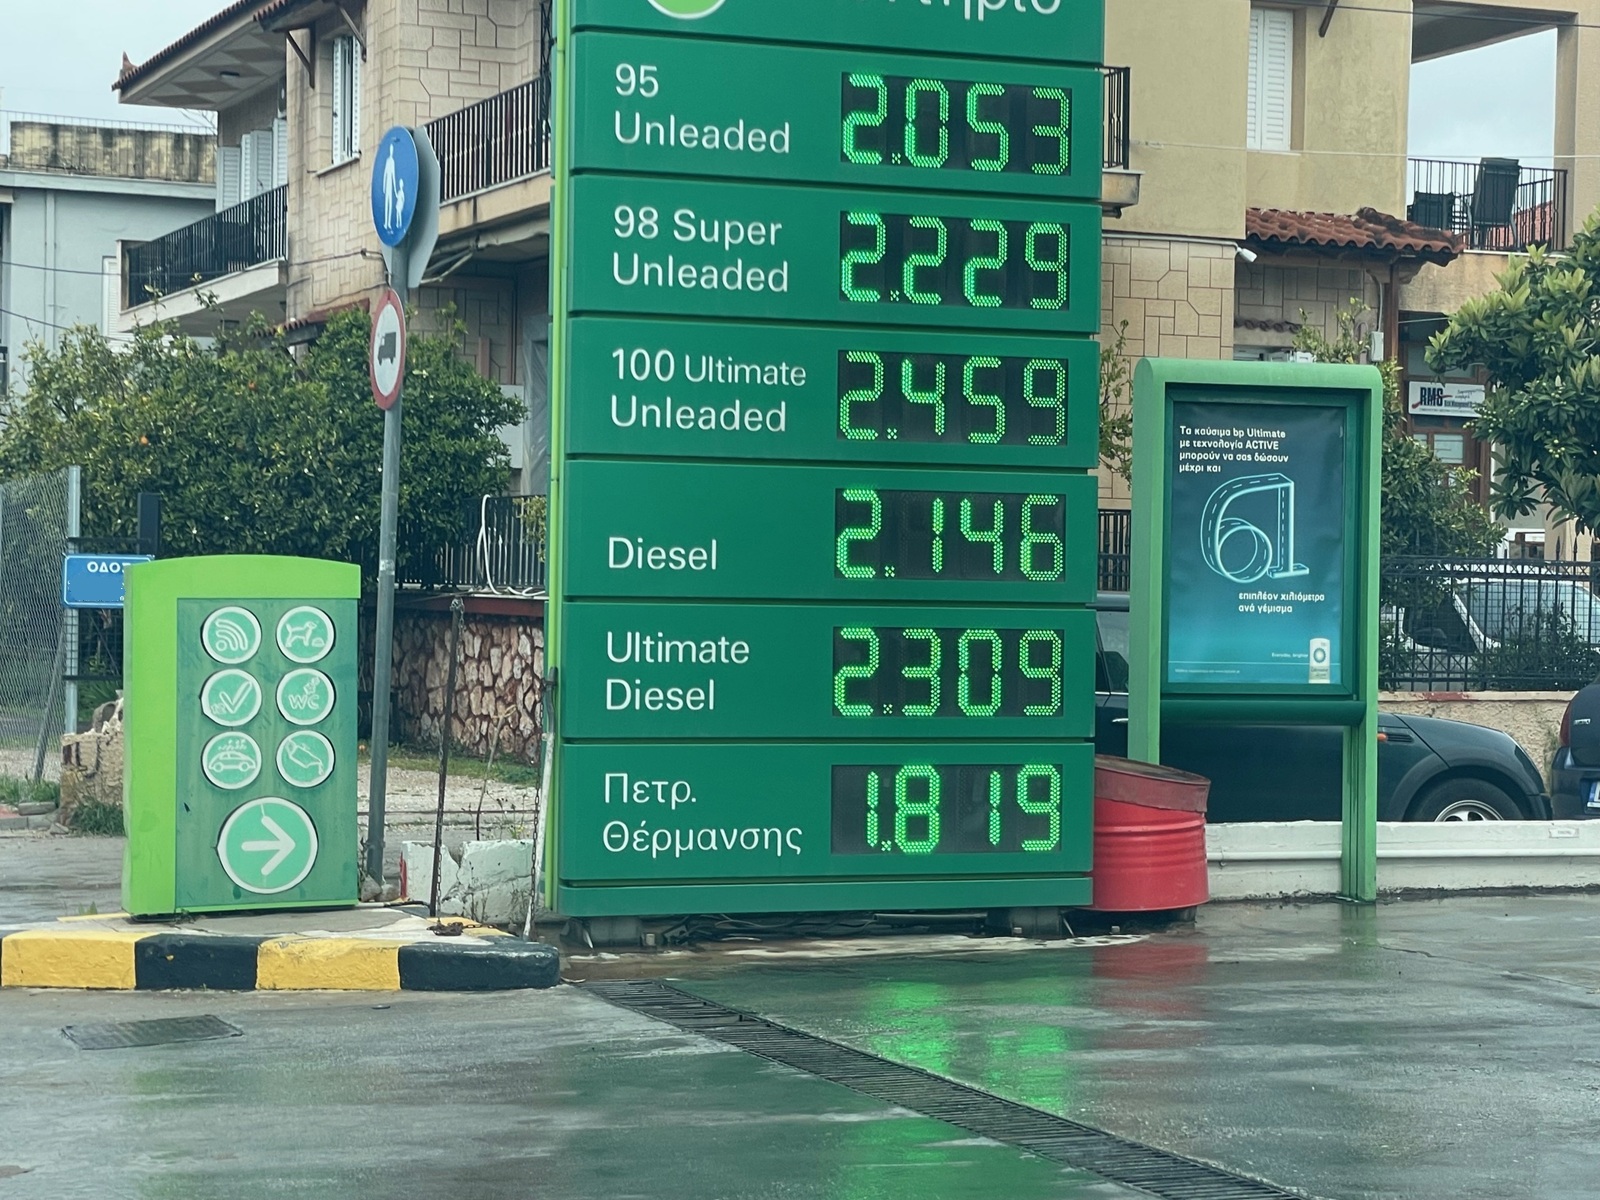 95
Unleaded
2.053
98 Super
Unleaded
2.229
100 Ultimate
Unleaded
2.459
Diesel
2.146
Ultimate
Diesel
2.309
Πετρ.
Θέρμανσης
1.819
ΟΔΟΣ
WC
Τα καύσιμα bp Ultimate
με τεχνολογία ACTIVE
μπορούν να σας δώσουν
μέχρι και
επιπλέον χιλιόμετρα
ανά γέμισμα
RMS